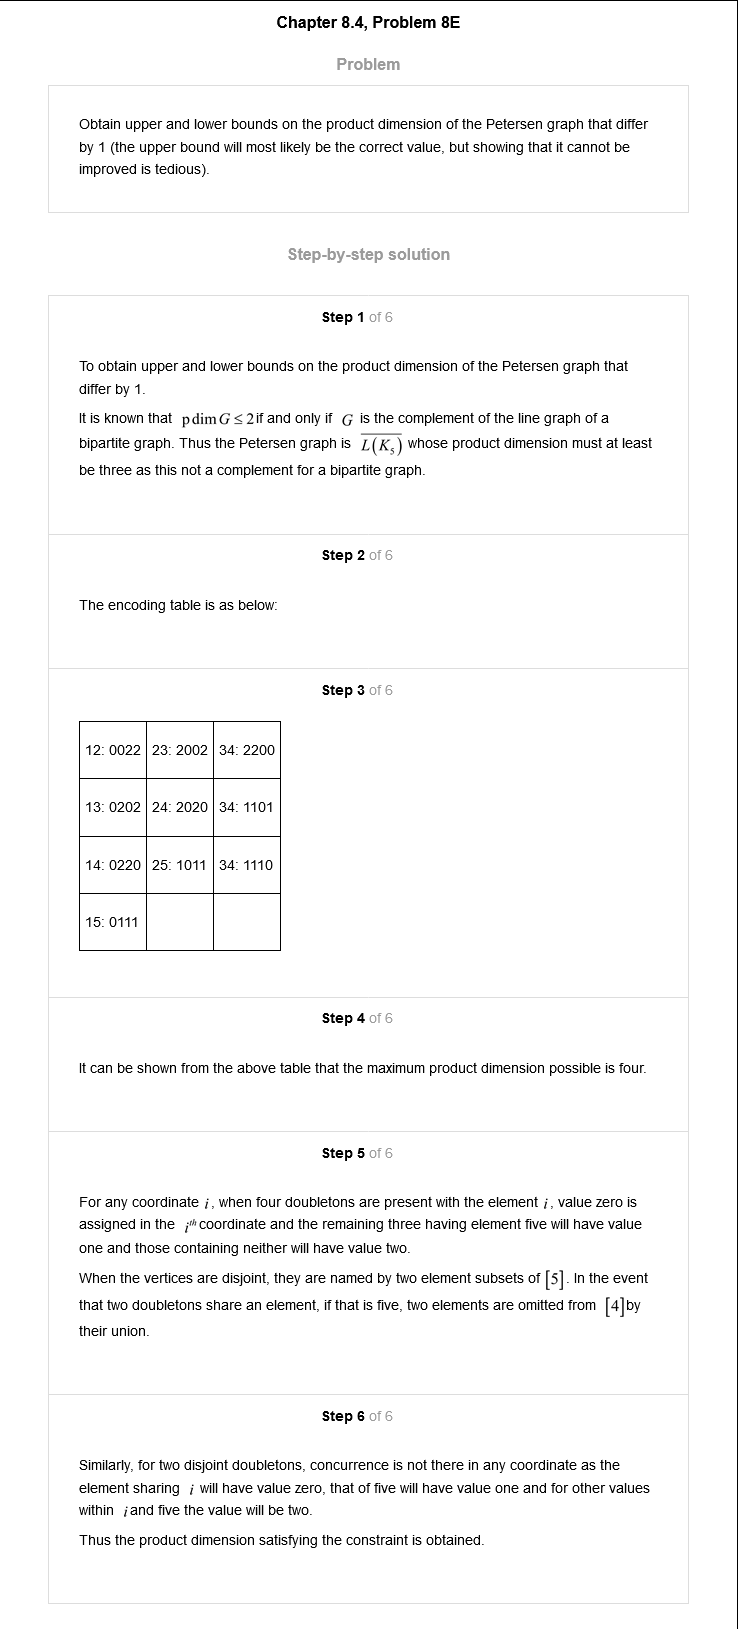 Chapter 8.4, Problem 8E
Problem
Obtain upper and lower bounds on the product dimension of the Petersen graph that differ
by 1 (the upper bound will most likely be the correct value, but showing that it cannot be
improved is tedious).
Step-by-step solution
Step 1 of 6
To obtain upper and lower bounds on the product dimension of the Petersen graph that
differ by 1.
It is known that p dim G ≤ 2 if and only if G is the complement of the line graph of a
bipartite graph. Thus the Petersen graph is \overline{L(K_5)} whose product dimension must at least
be three as this not a complement for a bipartite graph.
Step 2 of 6
The encoding table is as below:
Step 3 of 6
12: 0022 23: 2002 34: 2200
13: 0202 24: 2020 34: 1101
14: 0220 25: 1011 34: 1110
15: 0111
Step 4 of 6
It can be shown from the above table that the maximum product dimension possible is four.
Step 5 of 6
For any coordinate i, when four doubletons are present with the element i, value zero is
assigned in the i^{th} coordinate and the remaining three having element five will have value
one and those containing neither will have value two.
When the vertices are disjoint, they are named by two element subsets of [5]. In the event
that two doubletons share an element, if that is five, two elements are omitted from [4] by
their union.
Step 6 of 6
Similarly, for two disjoint doubletons, concurrence is not there in any coordinate as the
element sharing i will have value zero, that of five will have value one and for other values
within i and five the value will be two.
Thus the product dimension satisfying the constraint is obtained.